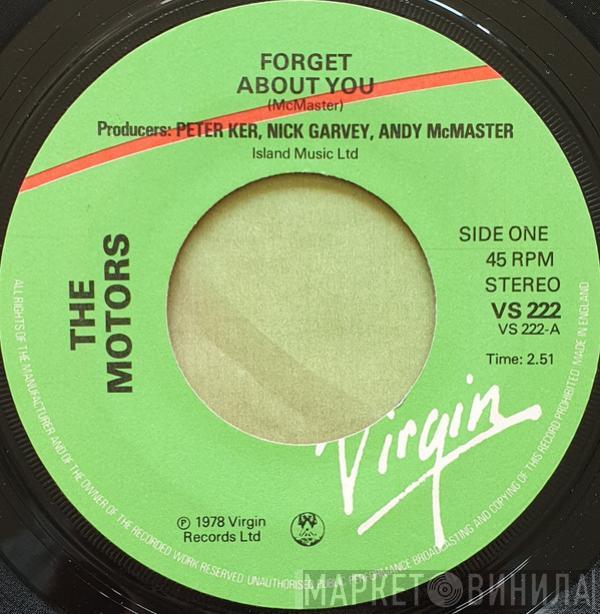 FORGET
ABOUT YOU
(McMaster)
Producers: PETER KER, NICK GARVEY, ANDY McMASTER
Island Music Ltd
THE
MOTORS
SIDE ONE
45 RPM
STEREO
VS 222
VS 222-A
Time: 2.51
Virgin
℗ 1978 Virgin
Records Ltd
ALL RIGHTS OF THE MANUFACTURER AND OF THE OWNER OF THE RECORDED WORK RESERVED UNAUTHORISED PUBLIC PERFORMANCE BROADCASTING AND COPYING OF THIS RECORD PROHIBITED MADE IN ENGLAND
МАРКЕТ ВИНИЛА